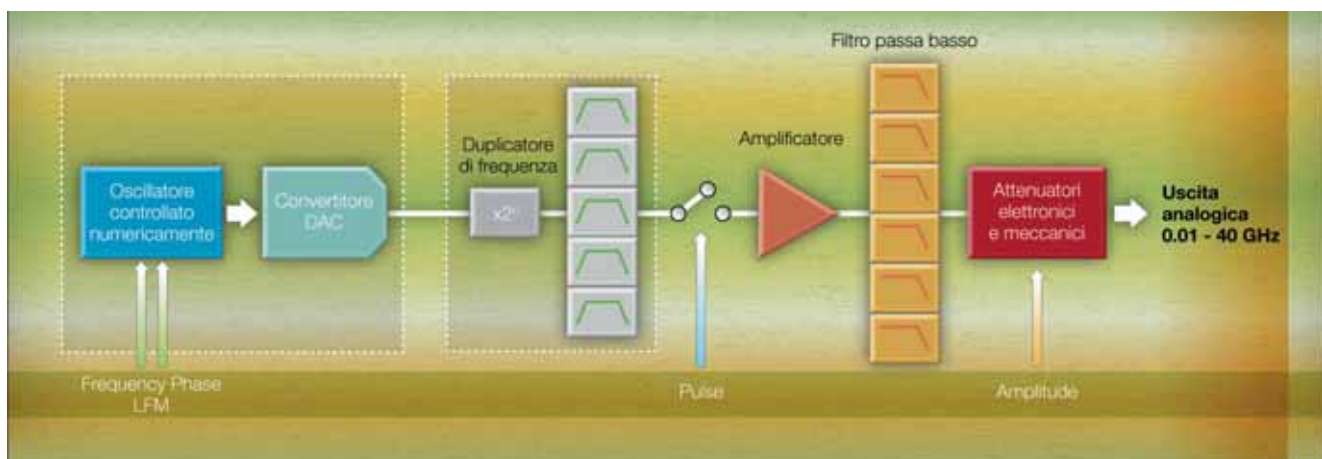 Filtro passa basso
Duplicatore
di frequenza
Amplificatore
Oscillatore
controllato
numericamente
Convertitore
DAC
x2ⁿ
Attenuatori
elettronici
e meccanici
Uscita
analogica
0.01 - 40 GHz
Frequency Phase
LFM
Pulse
Amplitude